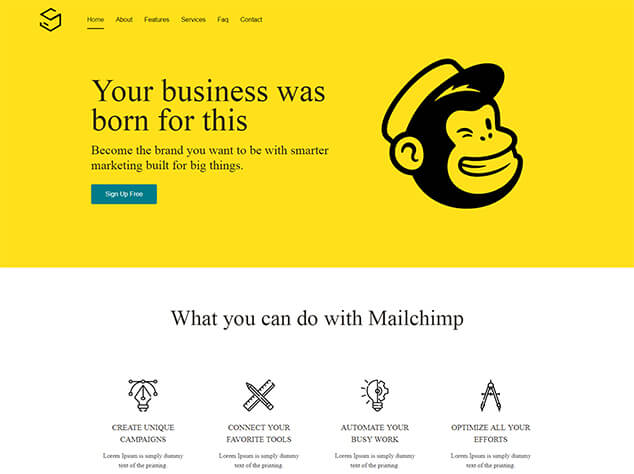 Home About Features Services Faq Contact
Your business was
born for this
Become the brand you want to be with smarter
marketing built for big things.
Sign Up Free
What you can do with Mailchimp
CREATE UNIQUE
CAMPAIGNS
Lorem Ipsum is simply dummy
text of the printing
CONNECT YOUR
FAVORITE TOOLS
Lorem Ipsum is simply dummy
text of the printing
AUTOMATE YOUR
BUSY WORK
Lorem Ipsum is simply dummy
text of the printing
OPTIMIZE ALL YOUR
EFFORTS
Lorem Ipsum is simply dummy
text of the printing